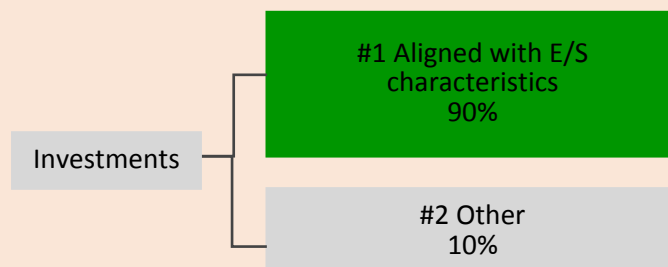 #1 Aligned with E/S
characteristics
90%
Investments
#2 Other
10%